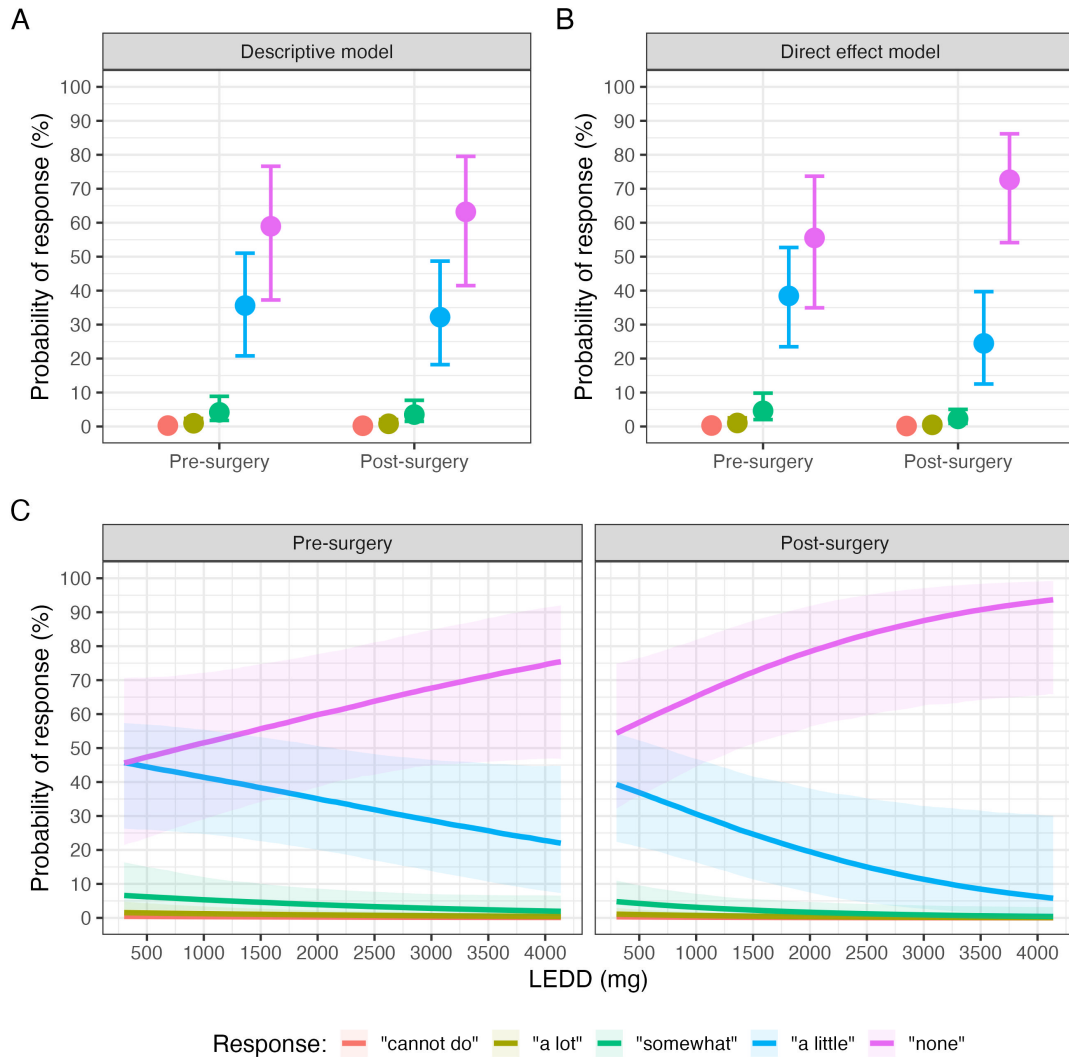 A
B
Descriptive model
Direct effect model
Probability of response (%)
100
90
80
70
60
50
40
30
20
10
0
Pre-surgery
Post-surgery
Probability of response (%)
100
90
80
70
60
50
40
30
20
10
0
Pre-surgery
Post-surgery
C
Pre-surgery
Post-surgery
Probability of response (%)
100
90
80
70
60
50
40
30
20
10
0
500 1000 1500 2000 2500 3000 3500 4000
500 1000 1500 2000 2500 3000 3500 4000
LEDD (mg)
Response: "cannot do" "a lot" "somewhat" "a little" "none"